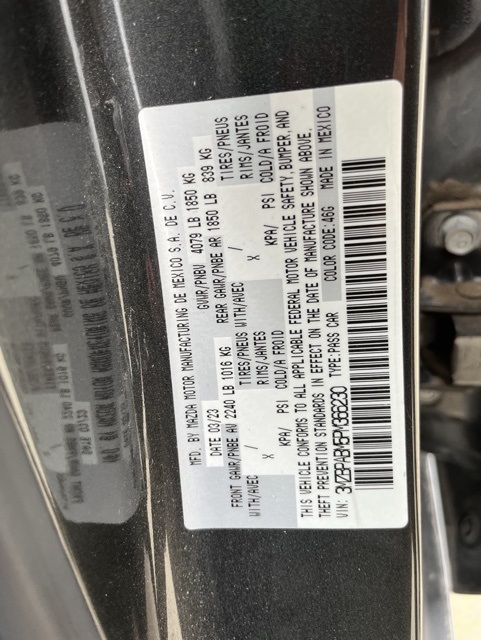 MFD. BY MAZDA MOTOR MANUFACTURING DE MEXICO S.A. DE C.V.
DATE 03/23 GVWR/PNBV 4079 LB 1850 KG
FRONT GAWR/PNBE AV 2240 LB 1016 KG REAR GAWR/PNBE AR 1850 LB 839 KG
WITH/AVEC TIRES/PNEUS WITH/AVEC / TIRES/PNEUS
X RIMS/JANTES X RIMS/JANTES
KPA/ PSI COLD/A FROID KPA/ PSI COLD/A FROID
THIS VEHICLE CONFORMS TO ALL APPLICABLE FEDERAL MOTOR VEHICLE SAFETY, BUMPER, AND
THEFT PREVENTION STANDARDS IN EFFECT ON THE DATE OF MANUFACTURE SHOWN ABOVE.
VIN: TYPE:PASS CAR COLOR CODE:46G MADE IN MEXICO